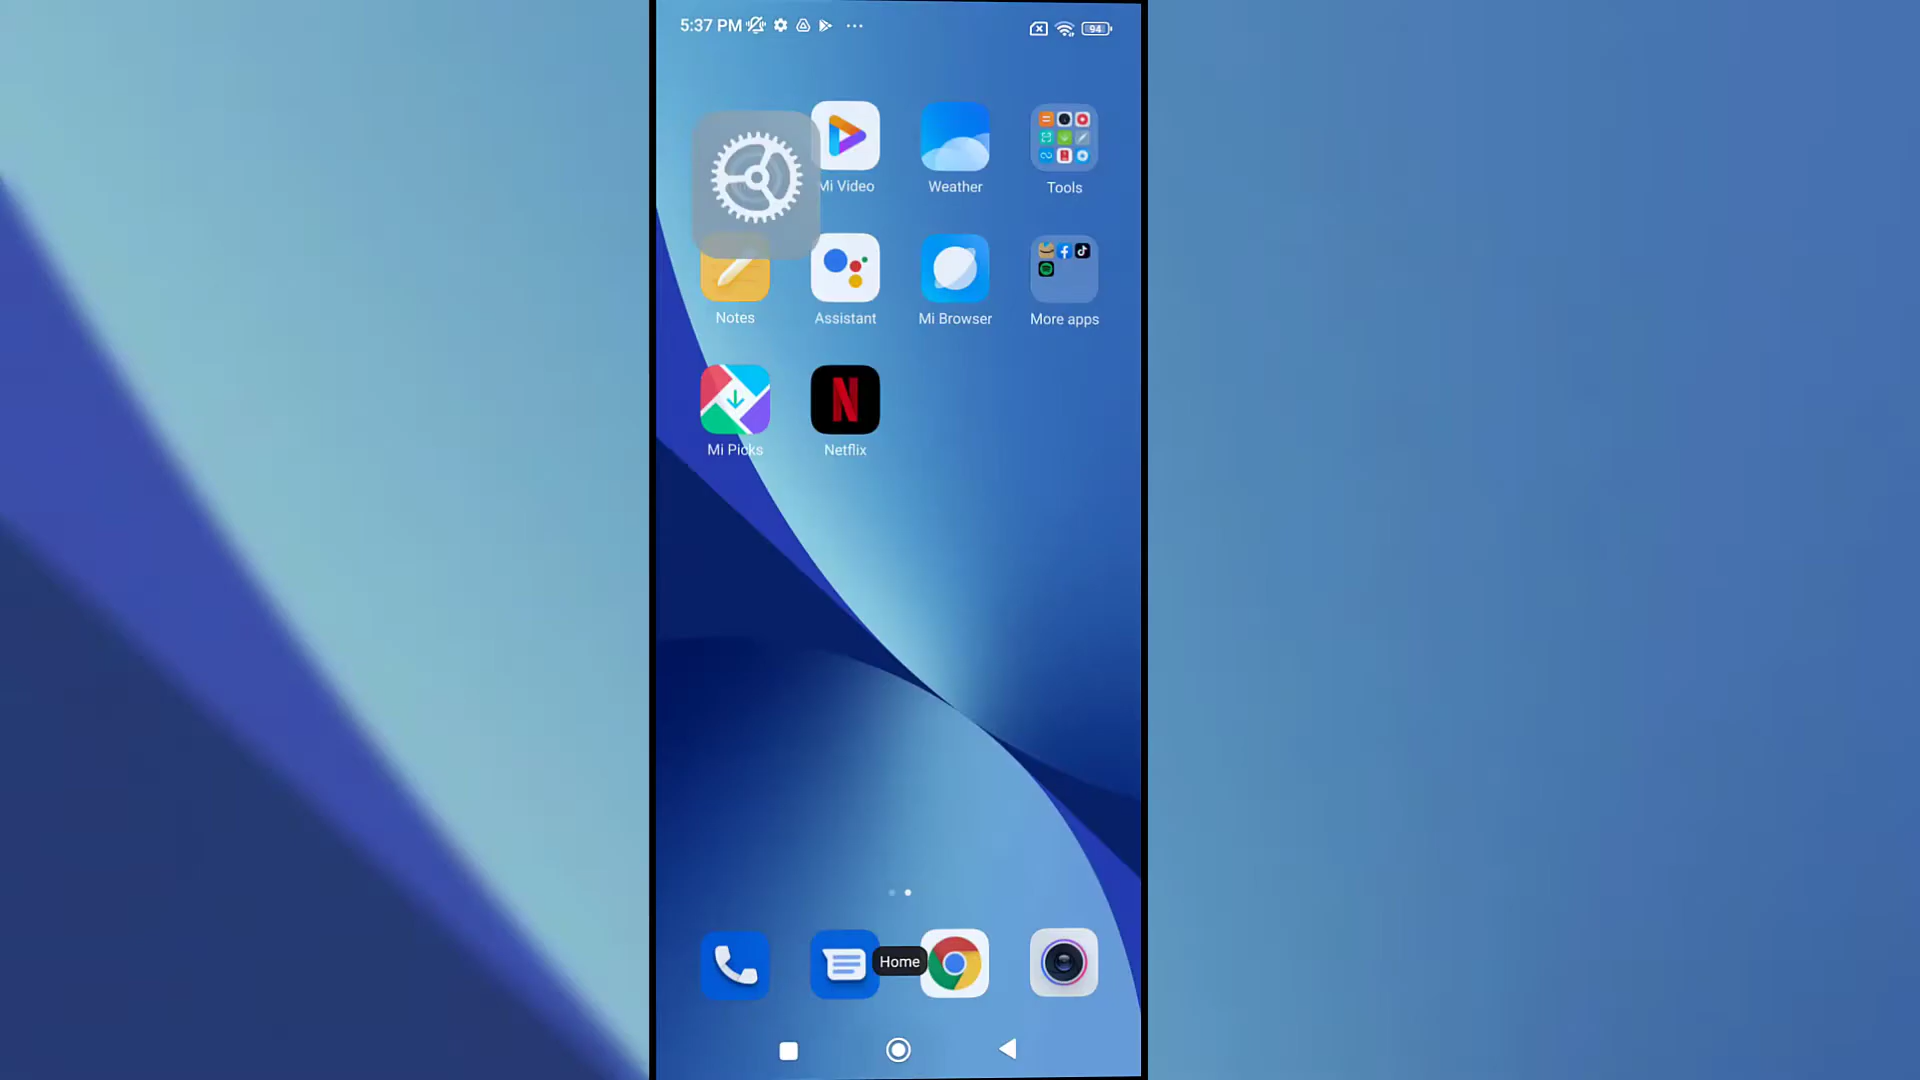 5:37 PM
94
Mi Video
Weather
Tools
Notes
Assistant
Mi Browser
More apps
Mi Picks
N
Netflix
Home